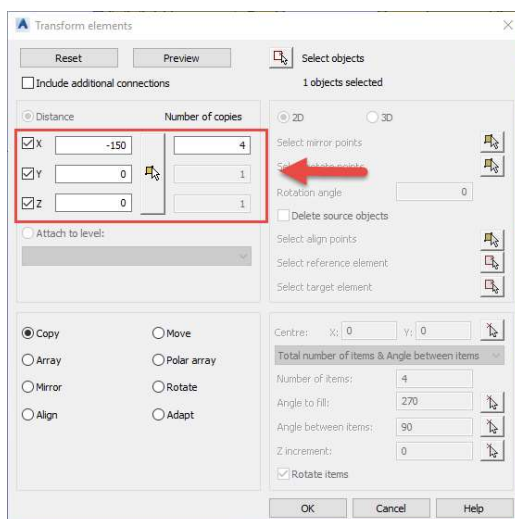 Transform elements
Reset
Preview
Select objects
Include additional connections
1 objects selected
Distance
Number of copies
X
-150
4
Y
0
1
Z
0
1
Attach to level:
2D
3D
Select mirror points
Select rotate points
Rotation angle
0
Delete source objects
Select align points
Select reference element
Select target element
Copy
Move
Array
Polar array
Mirror
Rotate
Align
Adapt
Centre:
X:
0
Y:
0
Total number of items & Angle between items
Number of items:
4
Angle to fill:
270
Angle between items:
90
Z increment:
0
Rotate items
OK
Cancel
Help